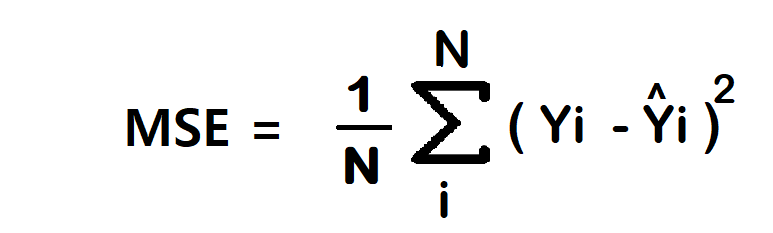 MSE = 1/N N∑i ( Yi - Ŷi )²